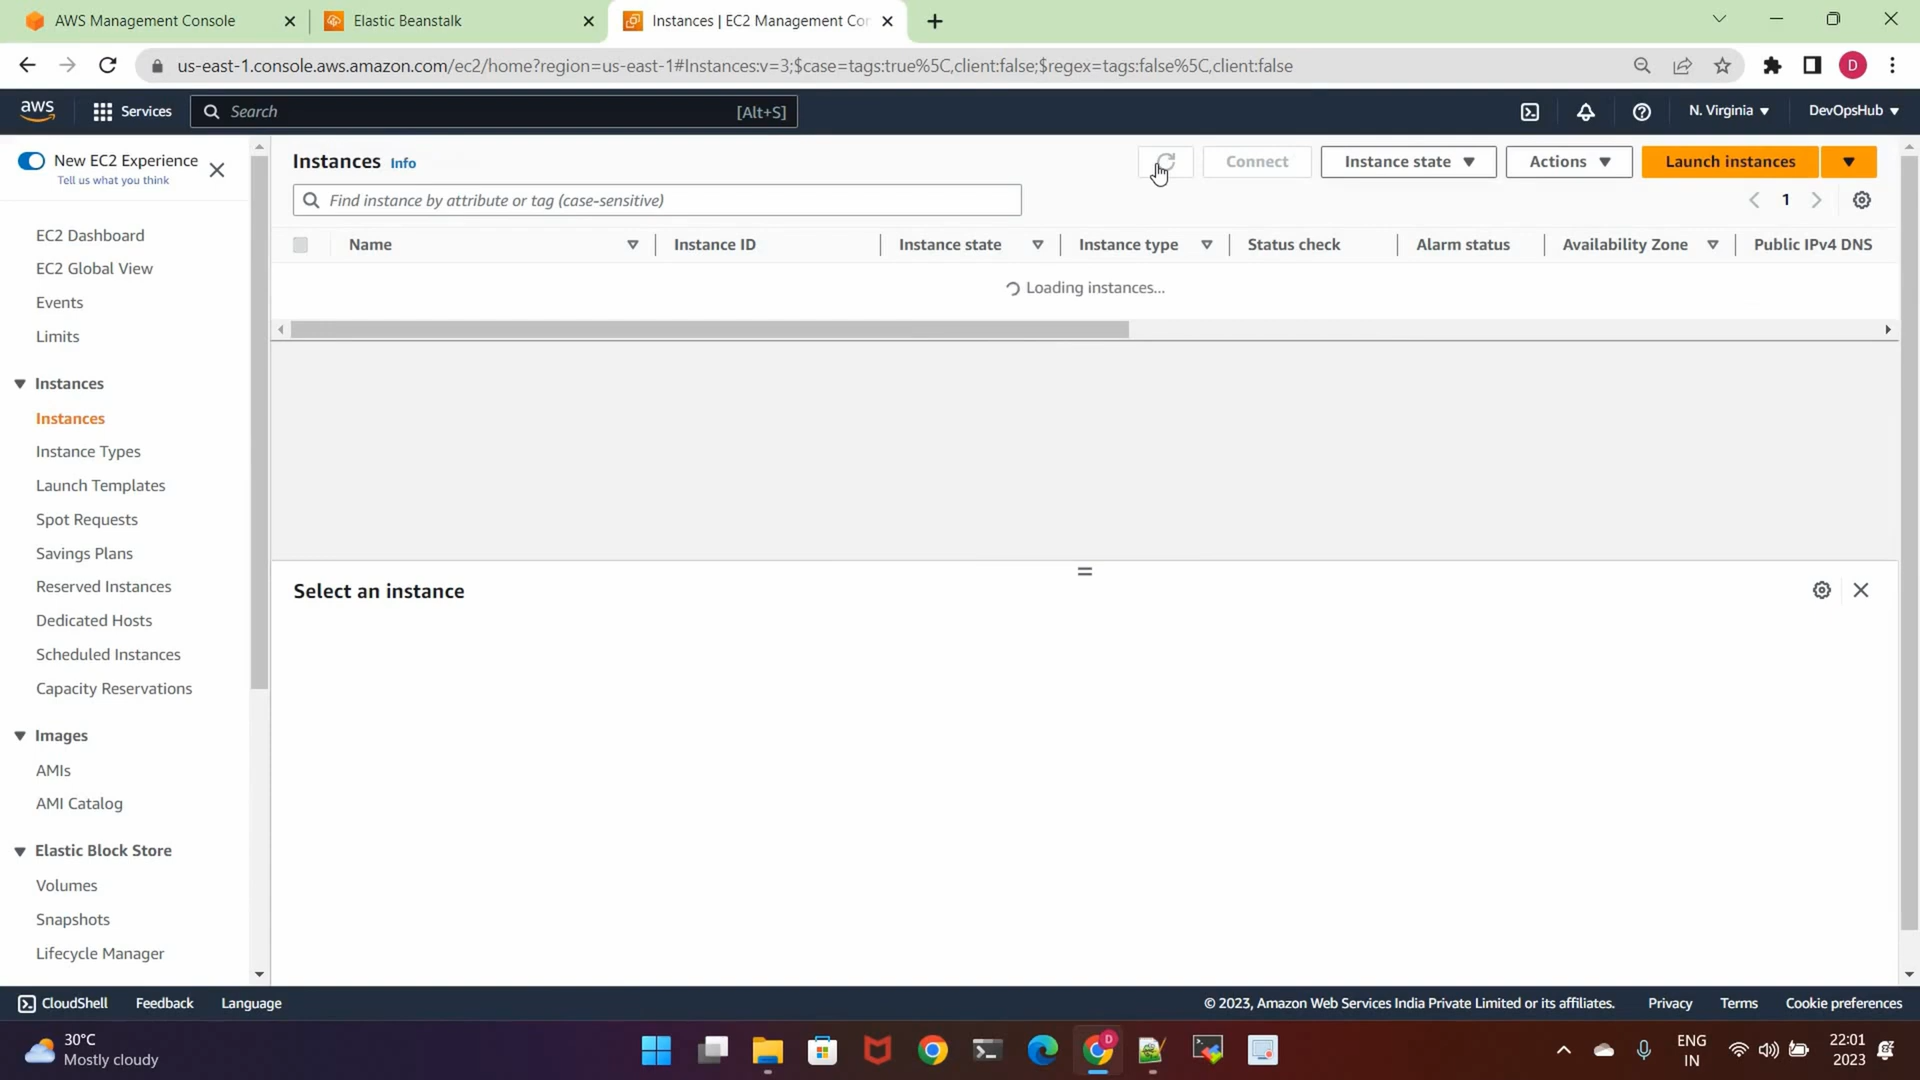 AWS Management Console
Elastic Beanstalk
Instances | EC2 Management Co
us-east-1.console.aws.amazon.com/ec2/home?region=us-east-1#Instances:v=3;$case=tags:true%5C,client:false;$regex=tags:false%5C,client:false
D
aws
Services
Search
[Alt+S]
N. Virginia
DevOpsHub
New EC2 Experience
Tell us what you think
EC2 Dashboard
EC2 Global View
Events
Limits
Instances
Instances
Instance Types
Launch Templates
Spot Requests
Savings Plans
Reserved Instances
Dedicated Hosts
Scheduled Instances
Capacity Reservations
Images
AMIs
AMI Catalog
Elastic Block Store
Volumes
Snapshots
Lifecycle Manager
Instances Info
Connect
Instance state
Actions
Launch instances
Find instance by attribute or tag (case-sensitive)
1
Name
Instance ID
Instance state
Instance type
Status check
Alarm status
Availability Zone
Public IPv4 DNS
Loading instances...
Select an instance
CloudShell
Feedback
Language
© 2023, Amazon Web Services India Private Limited or its affiliates.
Privacy
Terms
Cookie preferences
30°C
Mostly cloudy
D
ENG
IN
22:01
2023